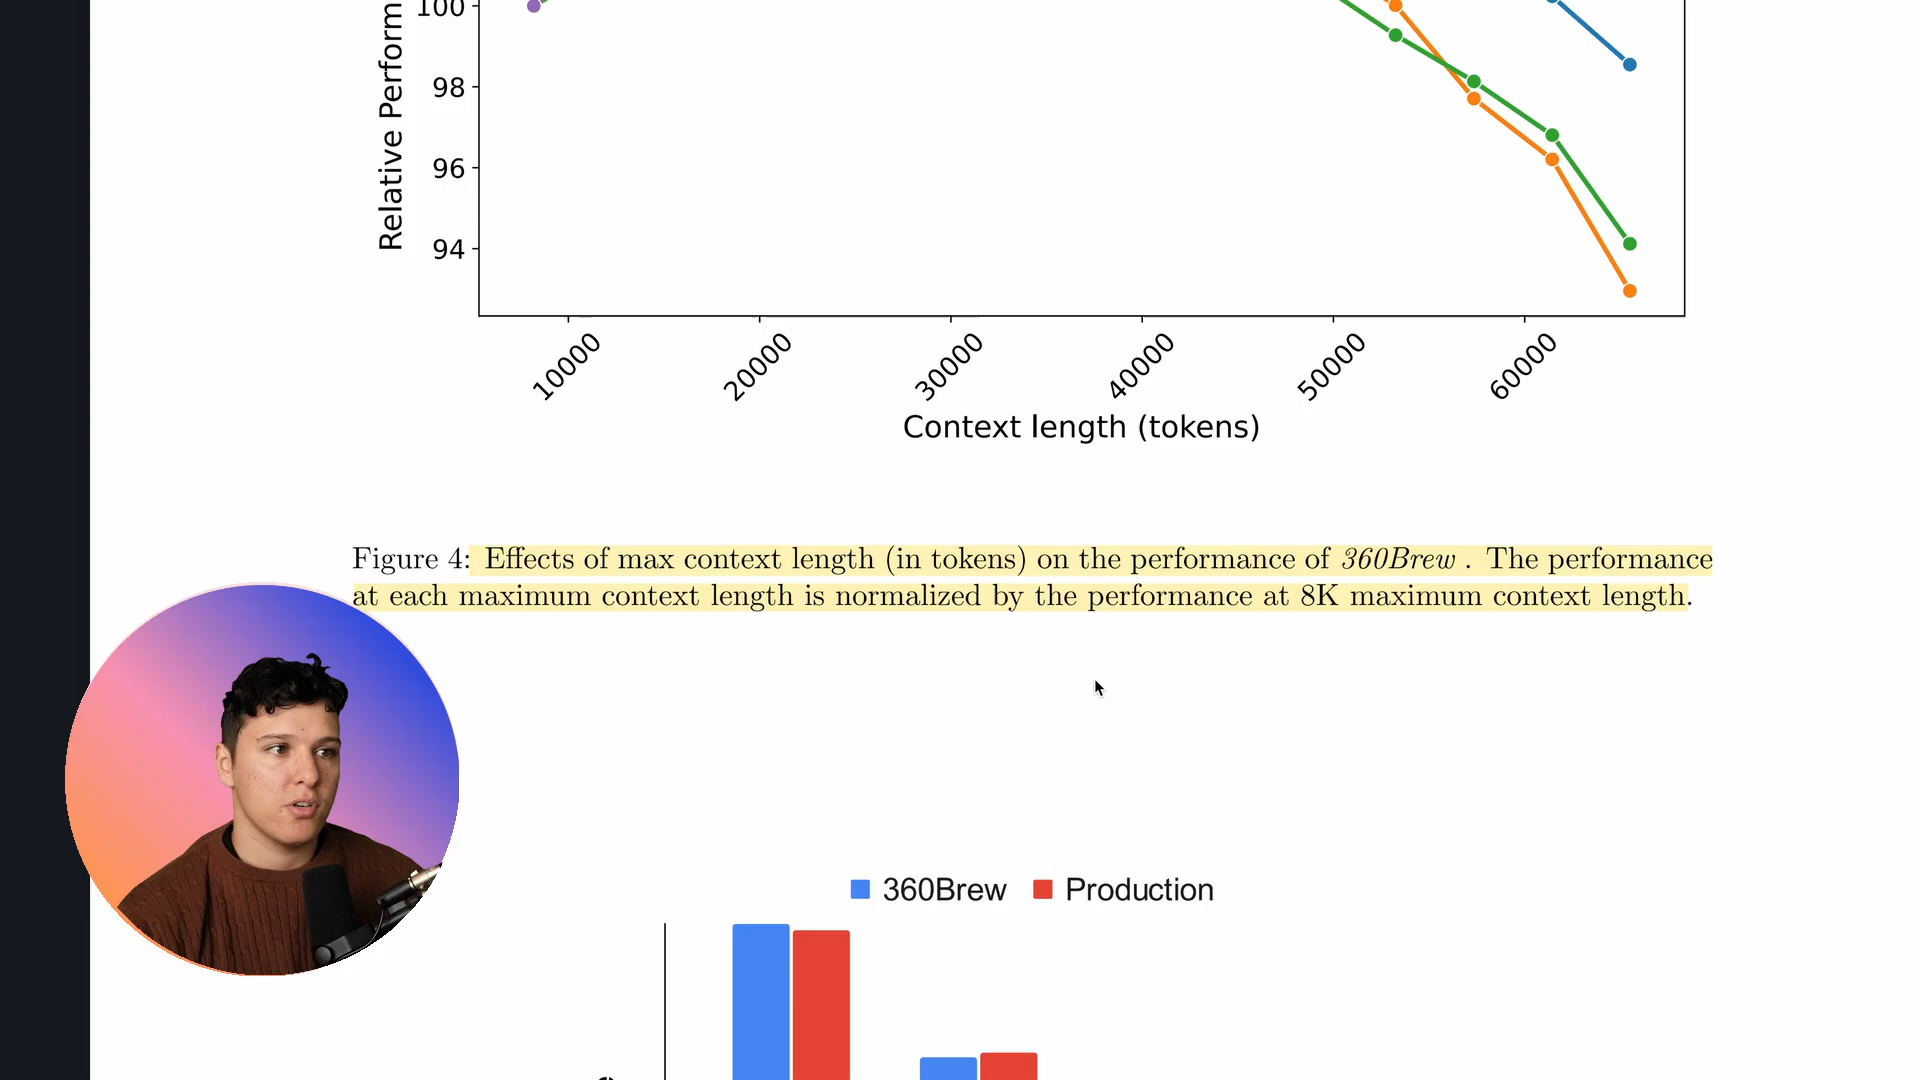 Relative Perform
100
98
96
94
10000 20000 30000 40000 50000 60000
Context length (tokens)
Figure 4: Effects of max context length (in tokens) on the performance of 360Brew . The performance
at each maximum context length is normalized by the performance at 8K maximum context length.
360Brew Production